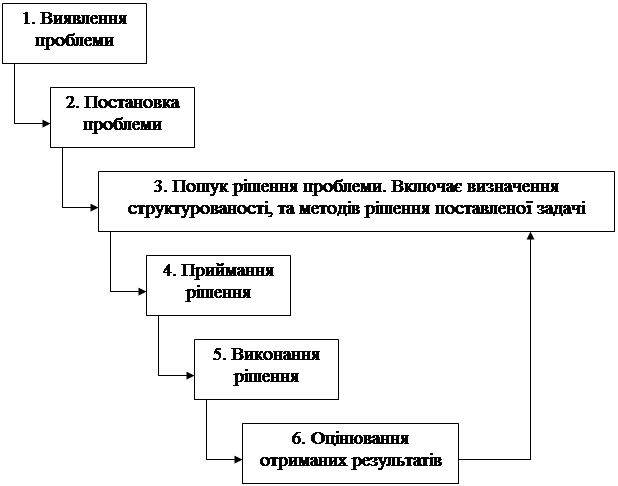 1. Виявлення
проблеми
2. Постановка
проблеми
3. Пошук рішення проблеми. Включає визначення
структурованості, та методів рішення поставленої задачі
4. Приймання
рішення
5. Виконання
рішення
6. Оцінювання
отриманих результатів